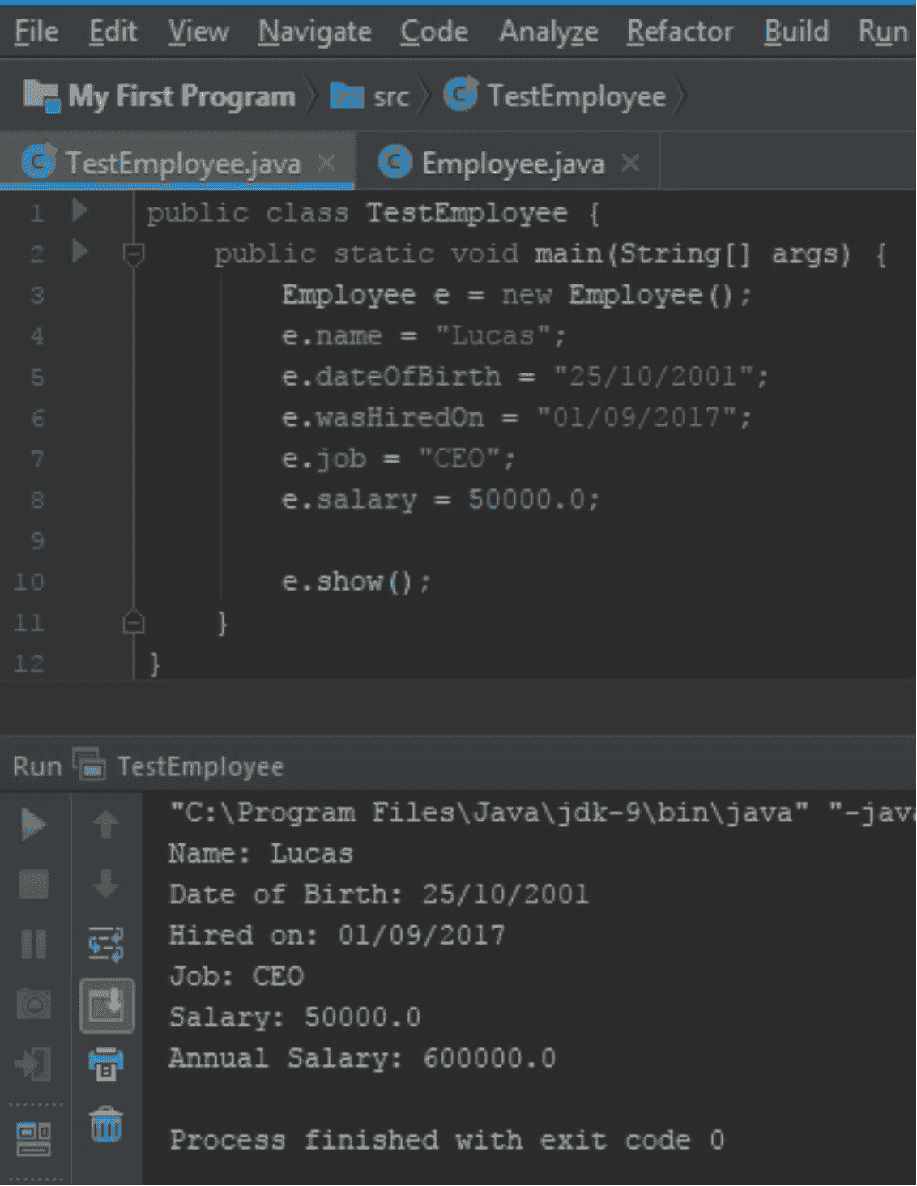 File Edit View Navigate Code Analyze Refactor Build Run
My First Program src TestEmployee
TestEmployee.java Employee.java
1 public class TestEmployee {
2 public static void main(String[] args) {
3 Employee e = new Employee();
4 e.name = "Lucas";
5 e.dateOfBirth = "25/10/2001";
6 e.wasHiredOn = "01/09/2017";
7 e.job = "CEO";
8 e.salary = 50000.0;
9
10 e.show();
11 }
12 }
Run TestEmployee
"C:\Program Files\Java\jdk-9\bin\java" "-java
Name: Lucas
Date of Birth: 25/10/2001
Hired on: 01/09/2017
Job: CEO
Salary: 50000.0
Annual Salary: 600000.0
Process finished with exit code 0